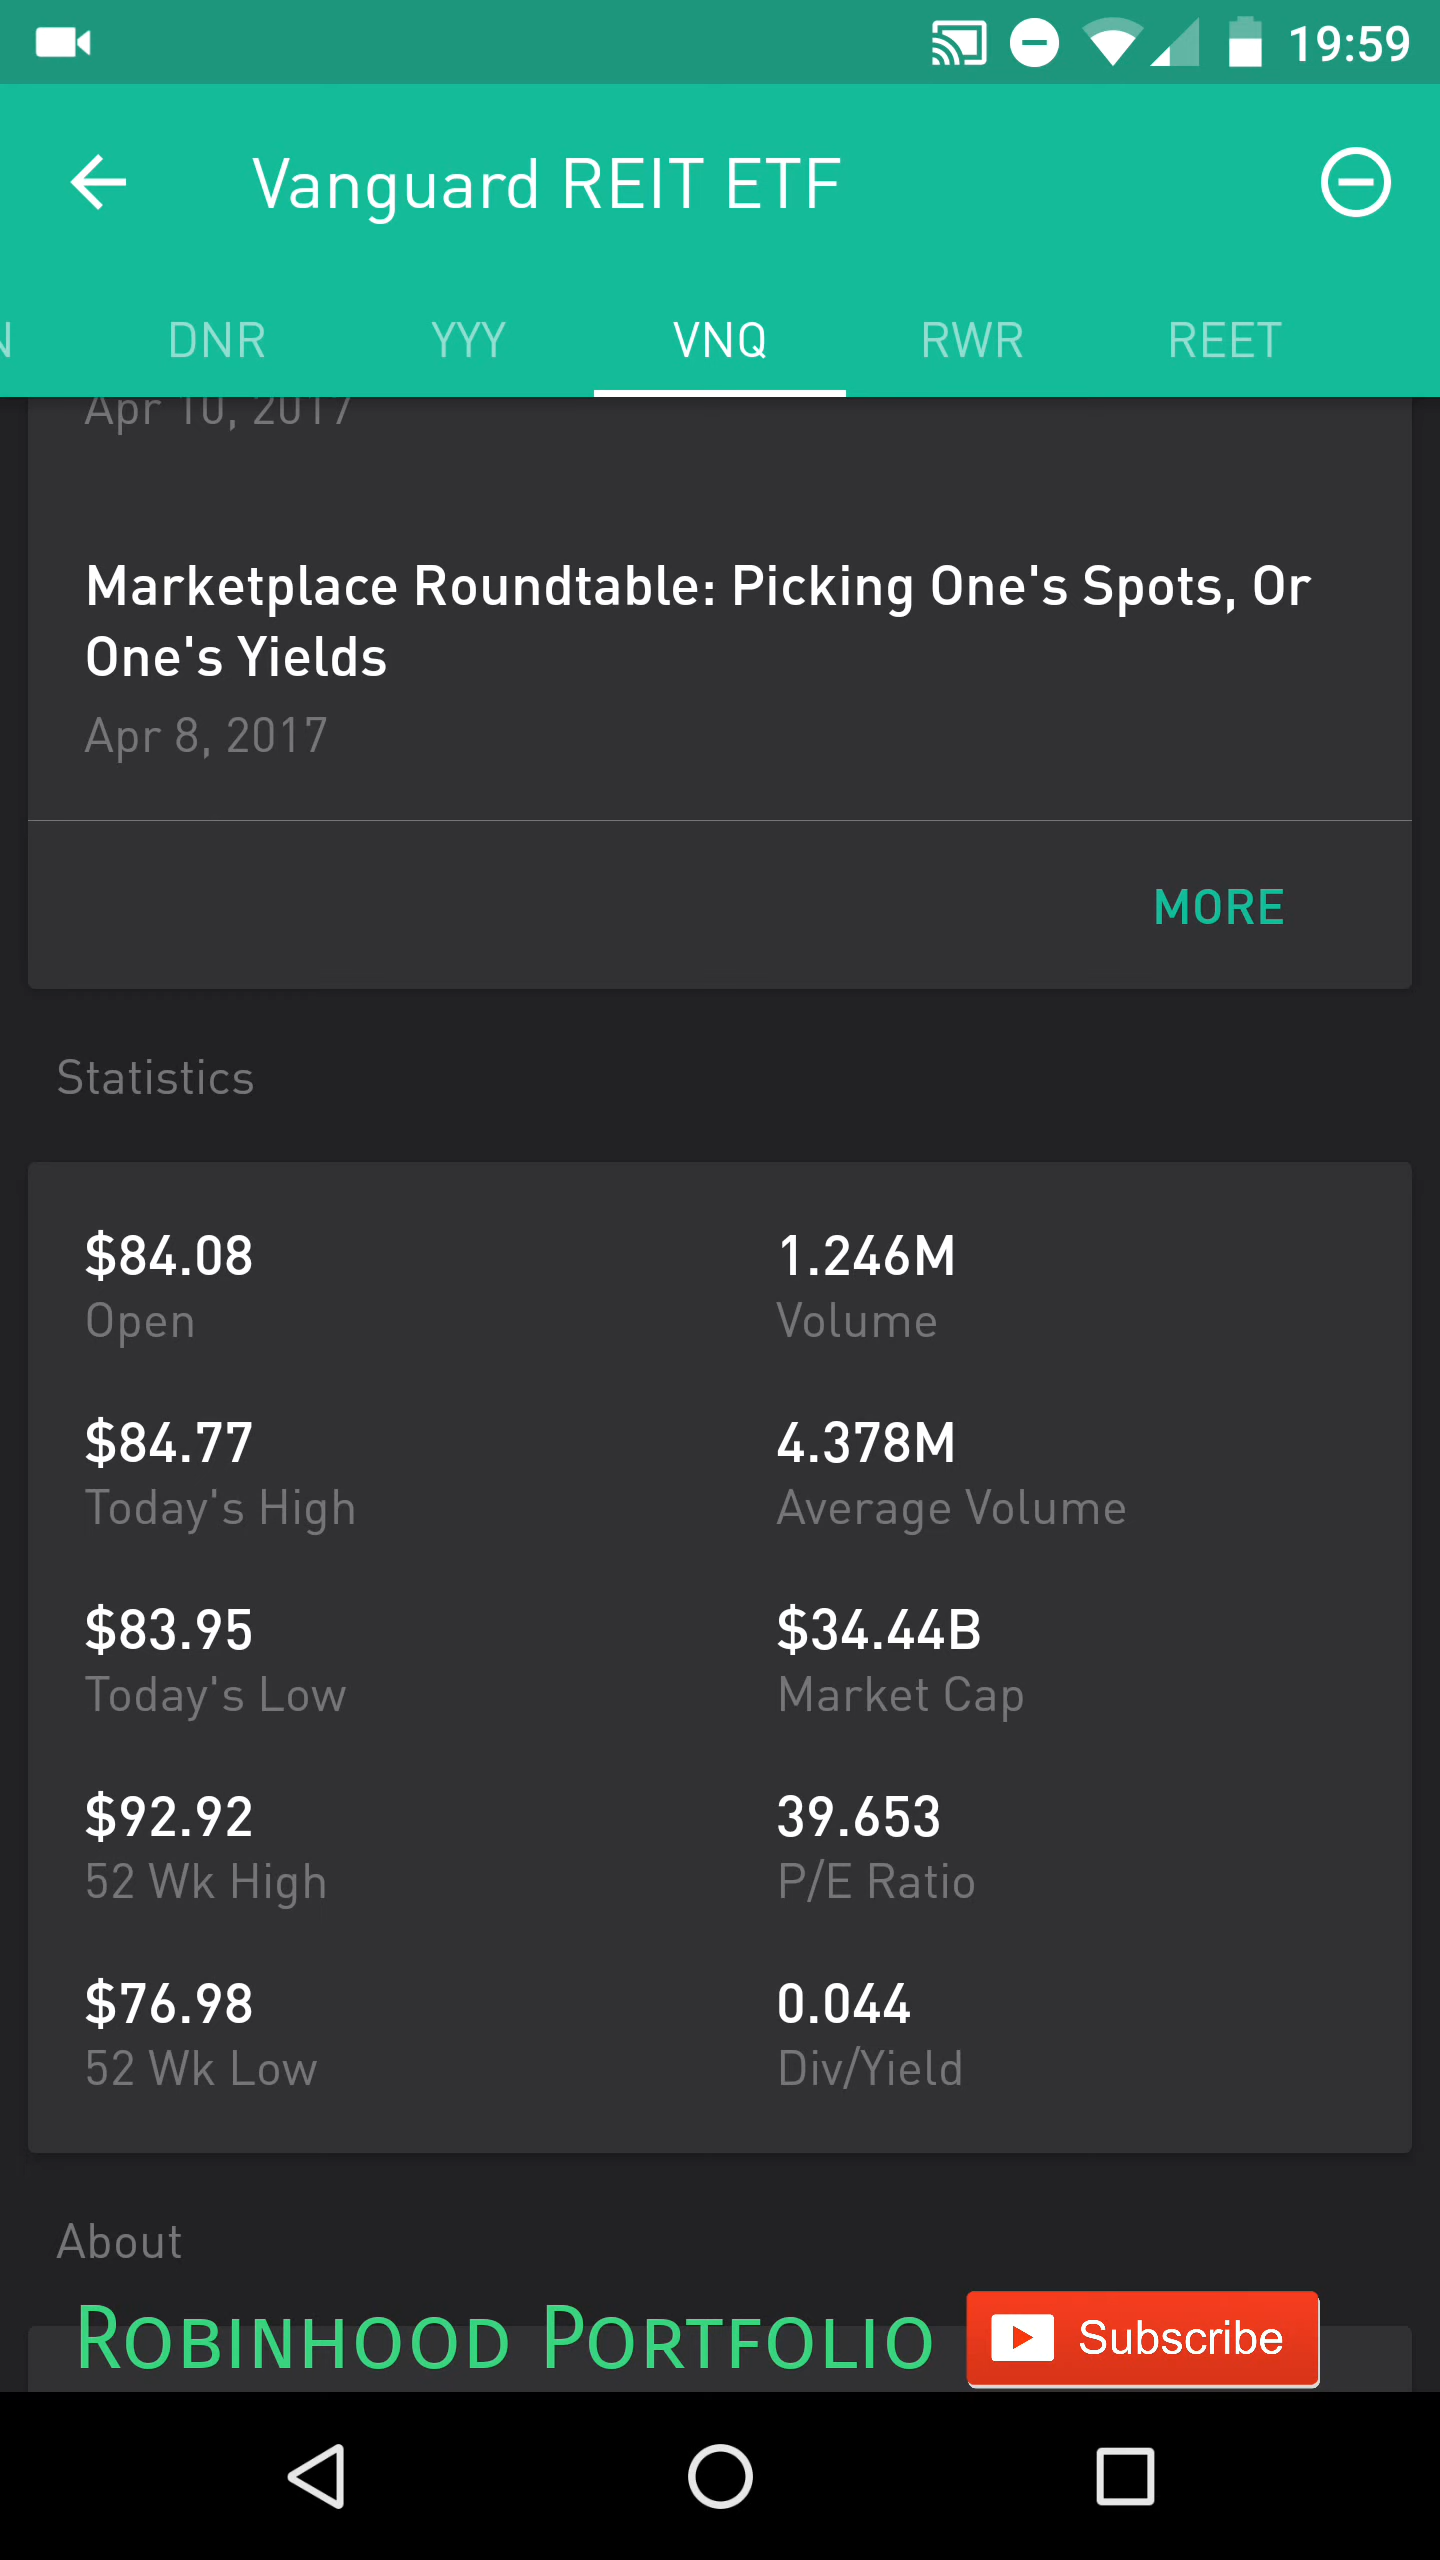 19:59
Vanguard REIT ETF
N DNR YYY VNQ RWR REET
Apr 10, 2017
Marketplace Roundtable: Picking One's Spots, Or
One's Yields
Apr 8, 2017
MORE
Statistics
$84.08 1.246M
Open Volume
$84.77 4.378M
Today's High Average Volume
$83.95 $34.44B
Today's Low Market Cap
$92.92 39.653
52 Wk High P/E Ratio
$76.98 0.044
52 Wk Low Div/Yield
About
ROBINHOOD PORTFOLIO Subscribe